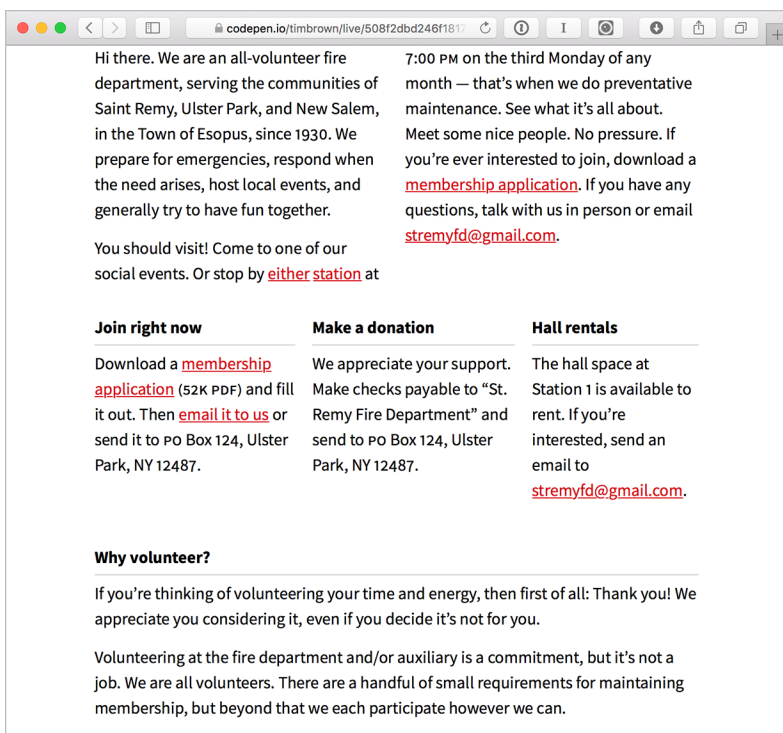 codepen.io/timbrown/live/508f2dbd246f181
Hi there. We are an all-volunteer fire
department, serving the communities of
Saint Remy, Ulster Park, and New Salem,
in the Town of Esopus, since 1930. We
prepare for emergencies, respond when
the need arises, host local events, and
generally try to have fun together.
You should visit! Come to one of our
social events. Or stop by either station at
7:00 PM on the third Monday of any
month — that’s when we do preventative
maintenance. See what it’s all about.
Meet some nice people. No pressure. If
you’re ever interested to join, download a
membership application. If you have any
questions, talk with us in person or email
stremyfd@gmail.com.
Join right now
Download a membership
application (52K PDF) and fill
it out. Then email it to us or
send it to PO Box 124, Ulster
Park, NY 12487.
Make a donation
We appreciate your support.
Make checks payable to “St.
Remy Fire Department” and
send to PO Box 124, Ulster
Park, NY 12487.
Hall rentals
The hall space at
Station 1 is available to
rent. If you’re
interested, send an
email to
stremyfd@gmail.com.
Why volunteer?
If you’re thinking of volunteering your time and energy, then first of all: Thank you! We
appreciate you considering it, even if you decide it’s not for you.
Volunteering at the fire department and/or auxiliary is a commitment, but it’s not a
job. We are all volunteers. There are a handful of small requirements for maintaining
membership, but beyond that we each participate however we can.